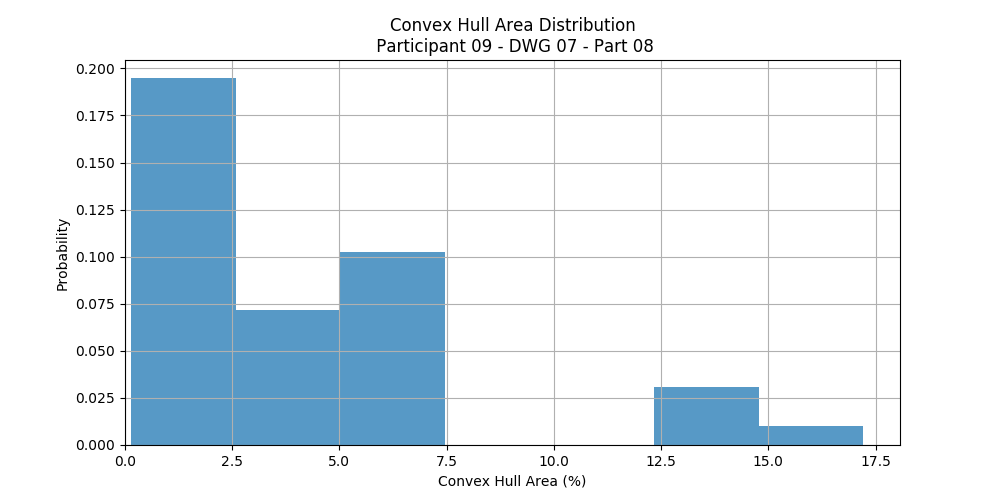 Convex Hull Area Distribution
Participant 09 - DWG 07 - Part 08
0.200
0.175
0.150
0.125
0.100
0.075
0.050
0.025
0.000
Probability
0.0 2.5 5.0 7.5 10.0 12.5 15.0 17.5
Convex Hull Area (%)